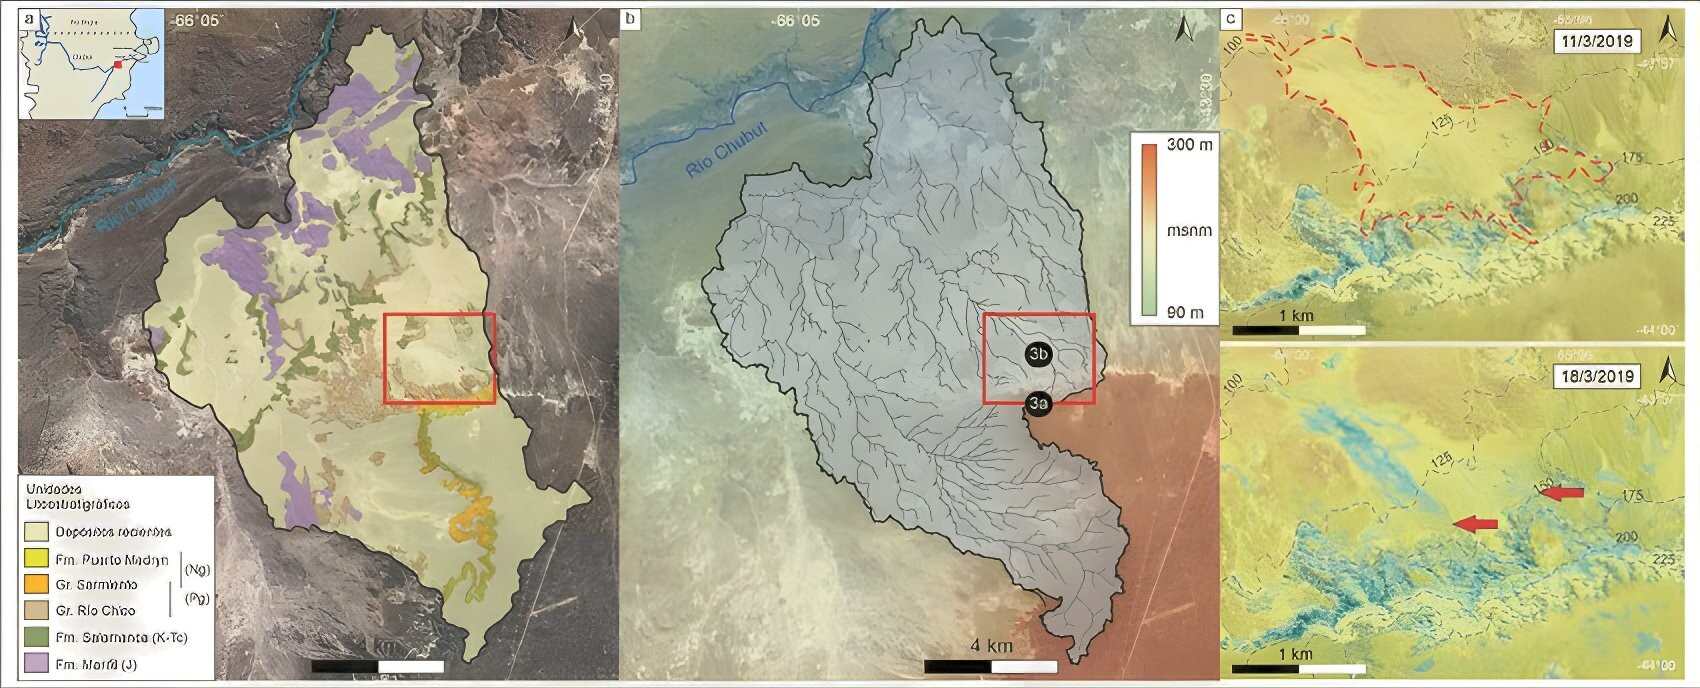 a
-66°05
Río Chubut
Unidades
Litoestratigráficas
Depósitos recientes
Fm. Puerto Madryn
(Ng)
Gr. Sarmiento
(Pg)
Gr. Río Chico
Fm. Salamanca (K-Tc)
Fm. Marifil (J)
km
b
-66°05
Río Chubut
300 m
msnm
90 m
3b
3a
4 km
c
11/3/2019
100
125
150
175
200
225
1 km
18/3/2019
100
125
150
175
200
225
1 km